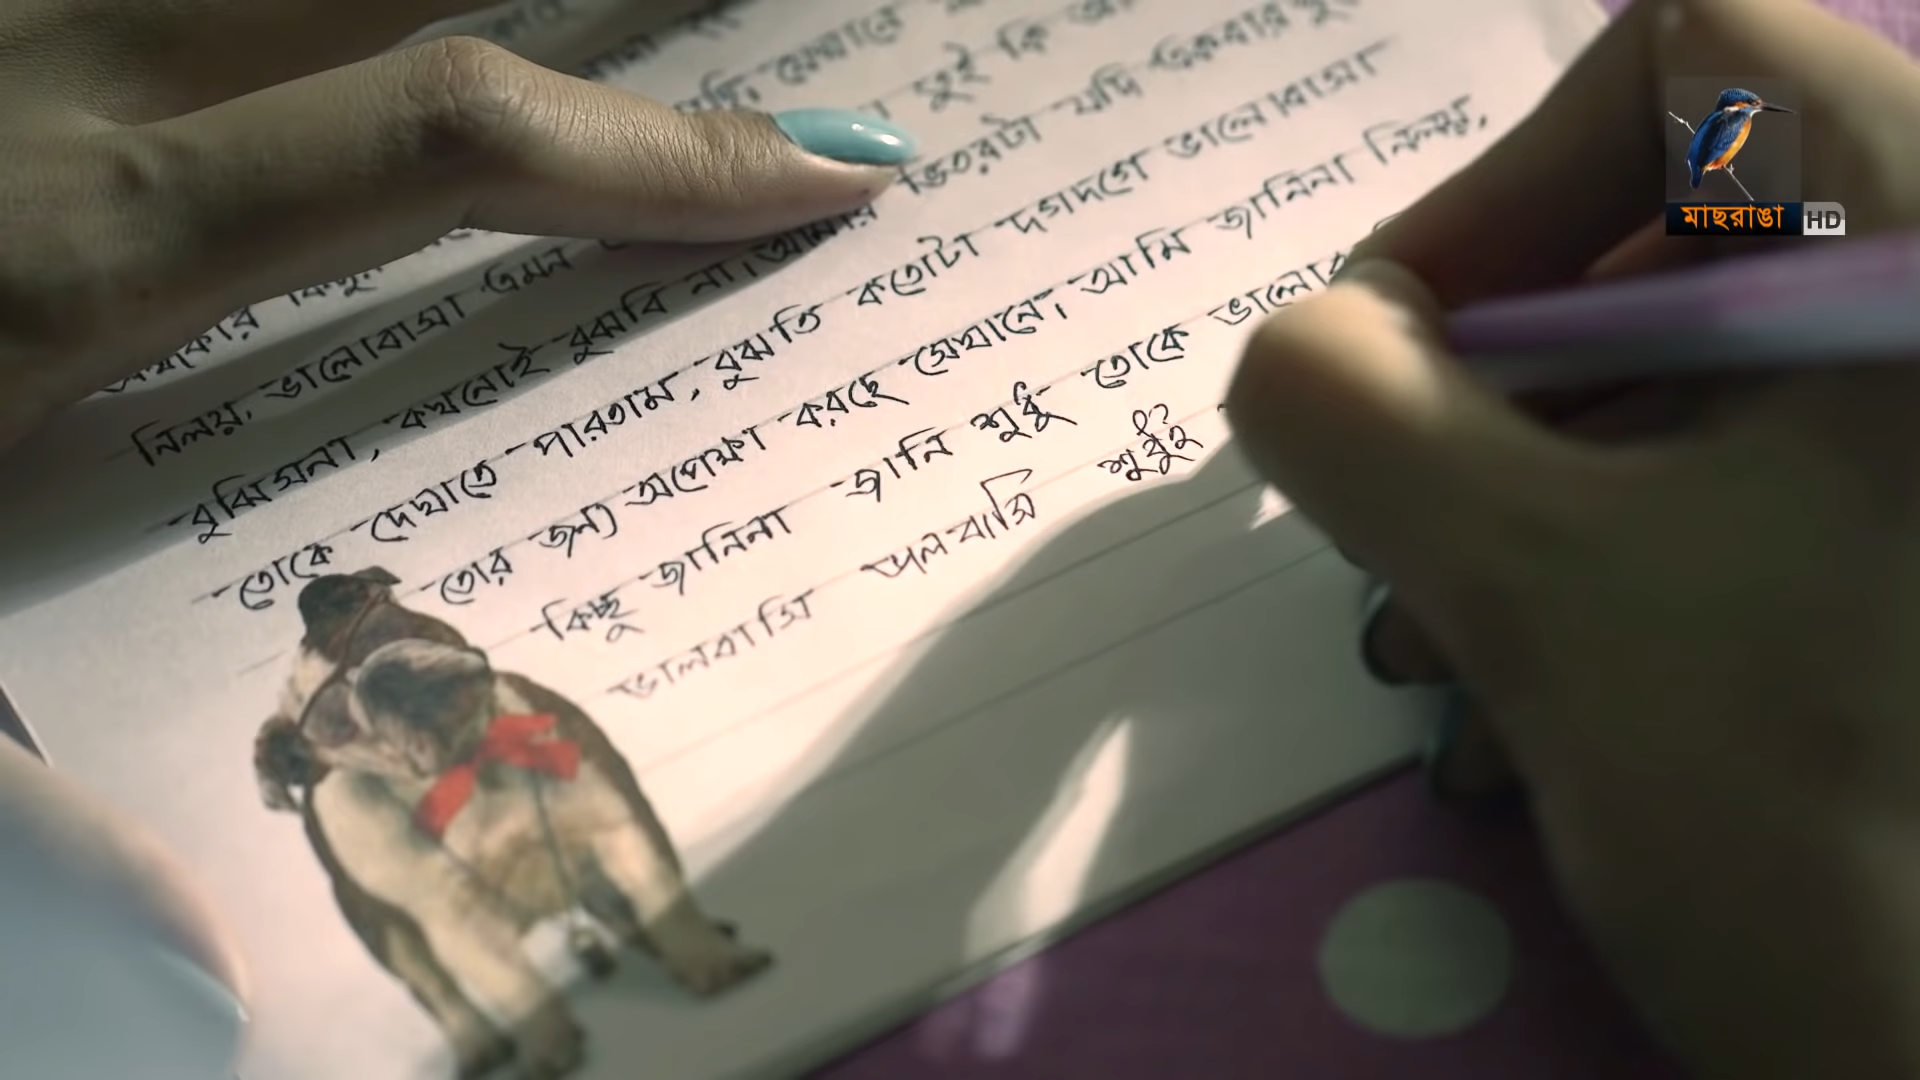 যেখানে
তুই কি
নিলয়, ভালোবাসা এমন ভিতরটা যদি একবার
বুঝিসনা, কখনোই বুঝবি না। আমার
তোকে দেখাতে পারতাম, বুঝতি কতোটা দগদগে ভালোবাসা
তোর জন্য অপেক্ষা করছে সেখানে। আমি জানিনা নিলয়,
কিচ্ছু জানিনা জানি শুধু তোকে
ভালবাসি ভালবাসি শুধু
মাছরাঙা HD